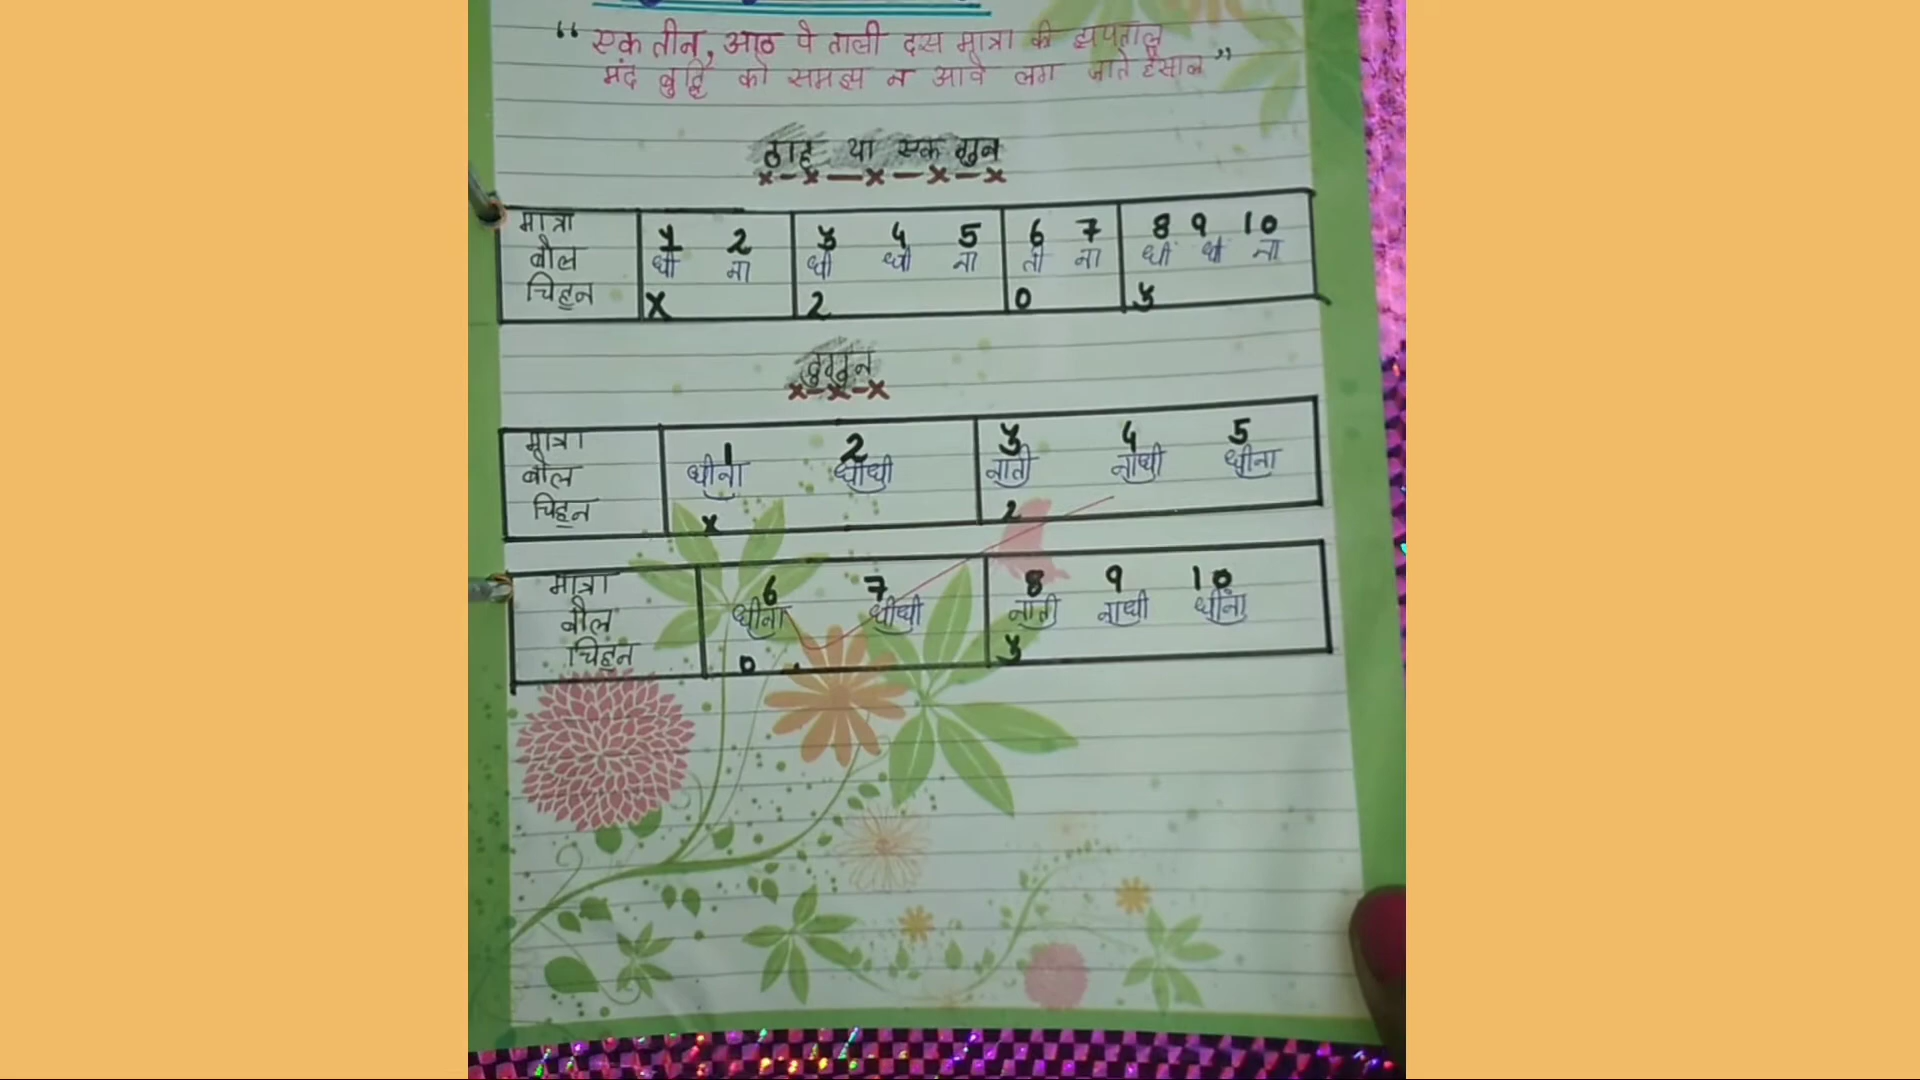 “ एक तीन, आठ पे ताली दस मात्रा की झपताल
मंद बुद्धि को समझ न आवे लग जाते है साल ”
ठाह या एक गुन
मात्रा 1 2 3 4 5 6 7 8 9 10
बोल धी ना धी धी ना ती ना धी धी ना
चिह्न X 2 0 3
दुगुन
मात्रा 1 2 3 4 5
बोल धीना धीधी नाती नाधी धीना
चिह्न x 2
मात्रा 6 7 8 9 10
बोल धीना धीधी नाती नाधी धीना
चिह्न 0 3